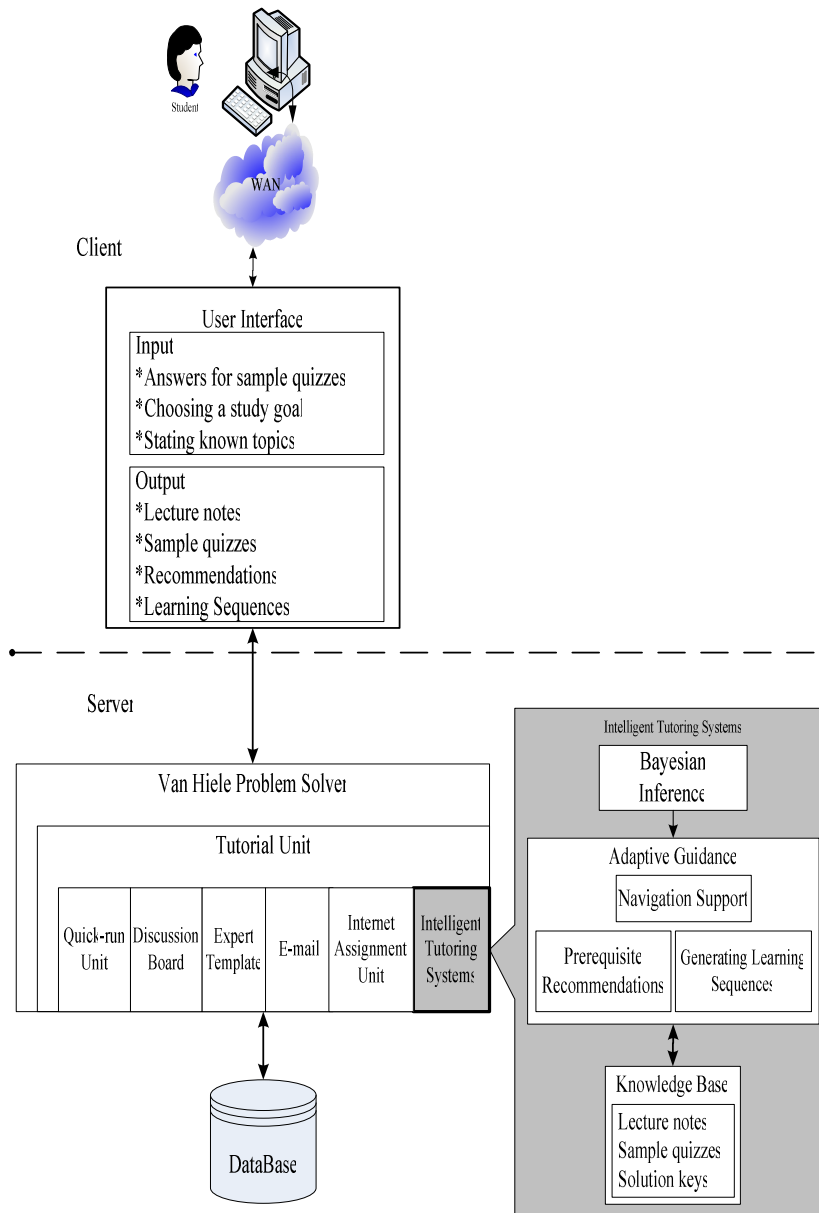 Student
WAN
Client
User Interface
Input
*Answers for sample quizzes
*Choosing a study goal
*Stating known topics
Output
*Lecture notes
*Sample quizzes
*Recommendations
*Learning Sequences
Server
Van Hiele Problem Solver
Tutorial Unit
Quick-run
Unit
Discussion
Board
Expert
Template
E-mail
Internet
Assignment
Unit
Intelligent
Tutoring
Systems
DataBase
Intelligent Tutoring Systems
Bayesian
Inference
Adaptive Guidance
Navigation Support
Prerequisite
Recommendations
Generating Learning
Sequences
Knowledge Base
Lecture notes
Sample quizzes
Solution keys